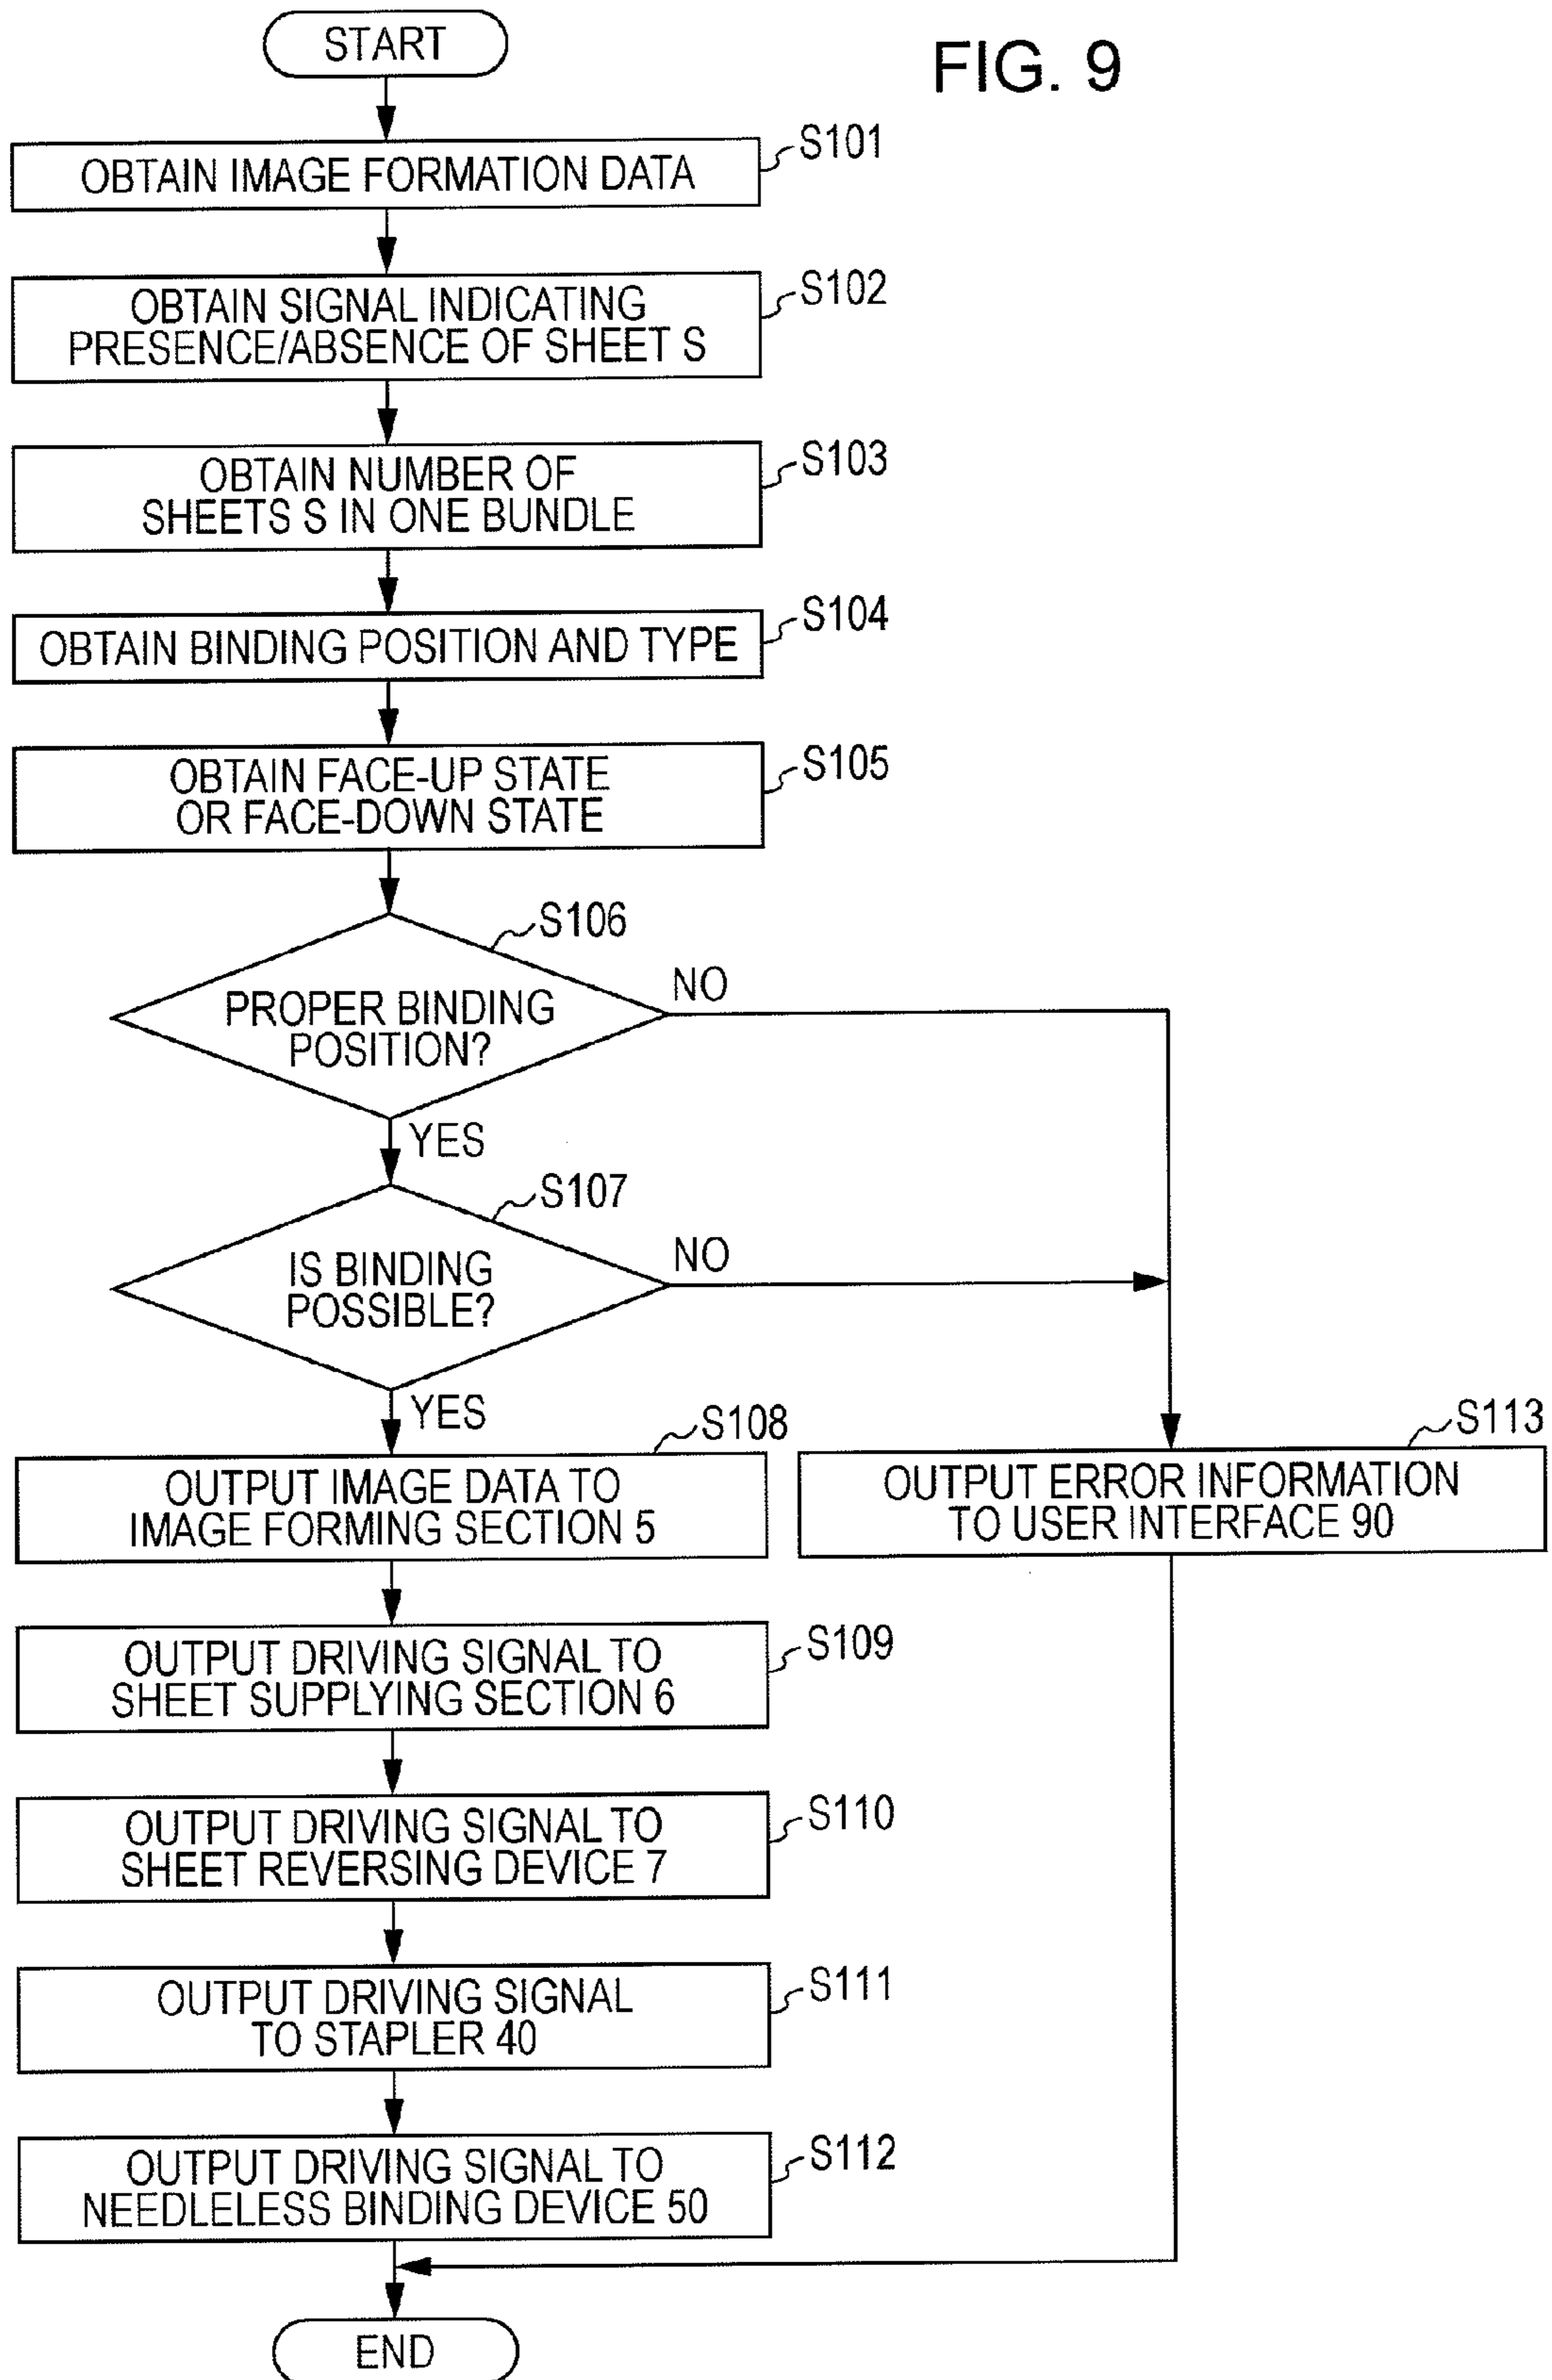 START
FIG. 9
S101
OBTAIN IMAGE FORMATION DATA
S102
OBTAIN SIGNAL INDICATING
PRESENCE/ABSENCE OF SHEET S
S103
OBTAIN NUMBER OF
SHEETS S IN ONE BUNDLE
S104
OBTAIN BINDING POSITION AND TYPE
S105
OBTAIN FACE-UP STATE
OR FACE-DOWN STATE
S106
PROPER BINDING
POSITION?
NO
YES
S107
IS BINDING
POSSIBLE?
NO
YES
S108
OUTPUT IMAGE DATA TO
IMAGE FORMING SECTION 5
S113
OUTPUT ERROR INFORMATION
TO USER INTERFACE 90
S109
OUTPUT DRIVING SIGNAL TO
SHEET SUPPLYING SECTION 6
S110
OUTPUT DRIVING SIGNAL TO
SHEET REVERSING DEVICE 7
S111
OUTPUT DRIVING SIGNAL
TO STAPLER 40
S112
OUTPUT DRIVING SIGNAL TO
NEEDLELESS BINDING DEVICE 50
END